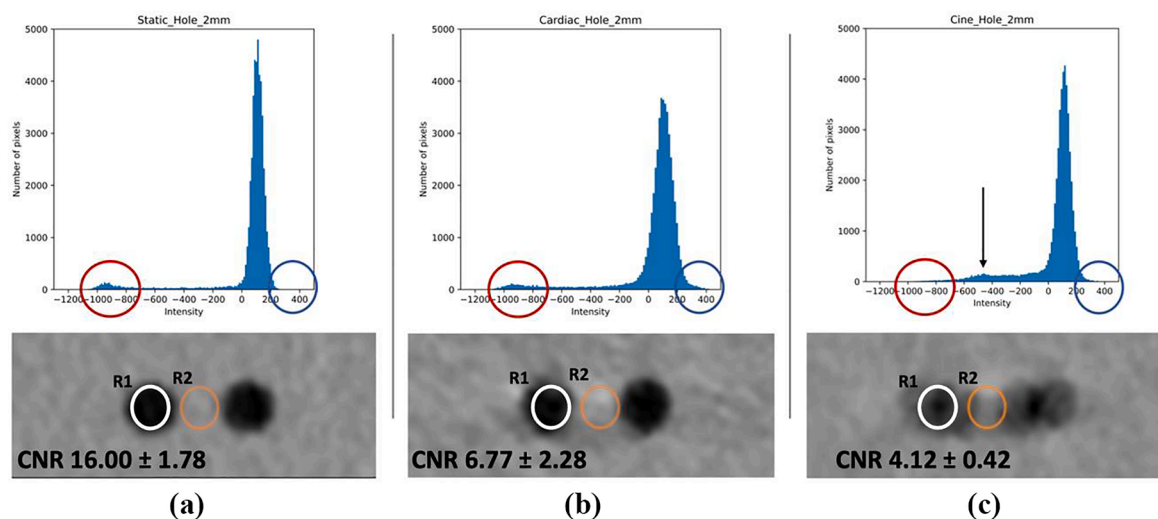 Static_Hole_2mm
5000
4000
3000
2000
1000
0
Number of pixels
−1200 −1000 −800 −600 −400 −200 0 200 400
Intensity
R1 R2
CNR 16.00 ± 1.78
(a)
Cardiac_Hole_2mm
5000
4000
3000
2000
1000
0
Number of pixels
−1200 −1000 −800 −600 −400 −200 0 200 400
Intensity
R1 R2
CNR 6.77 ± 2.28
(b)
Cine_Hole_2mm
5000
4000
3000
2000
1000
0
Number of pixels
−1200 −1000 −800 −600 −400 −200 0 200 400
Intensity
R1 R2
CNR 4.12 ± 0.42
(c)